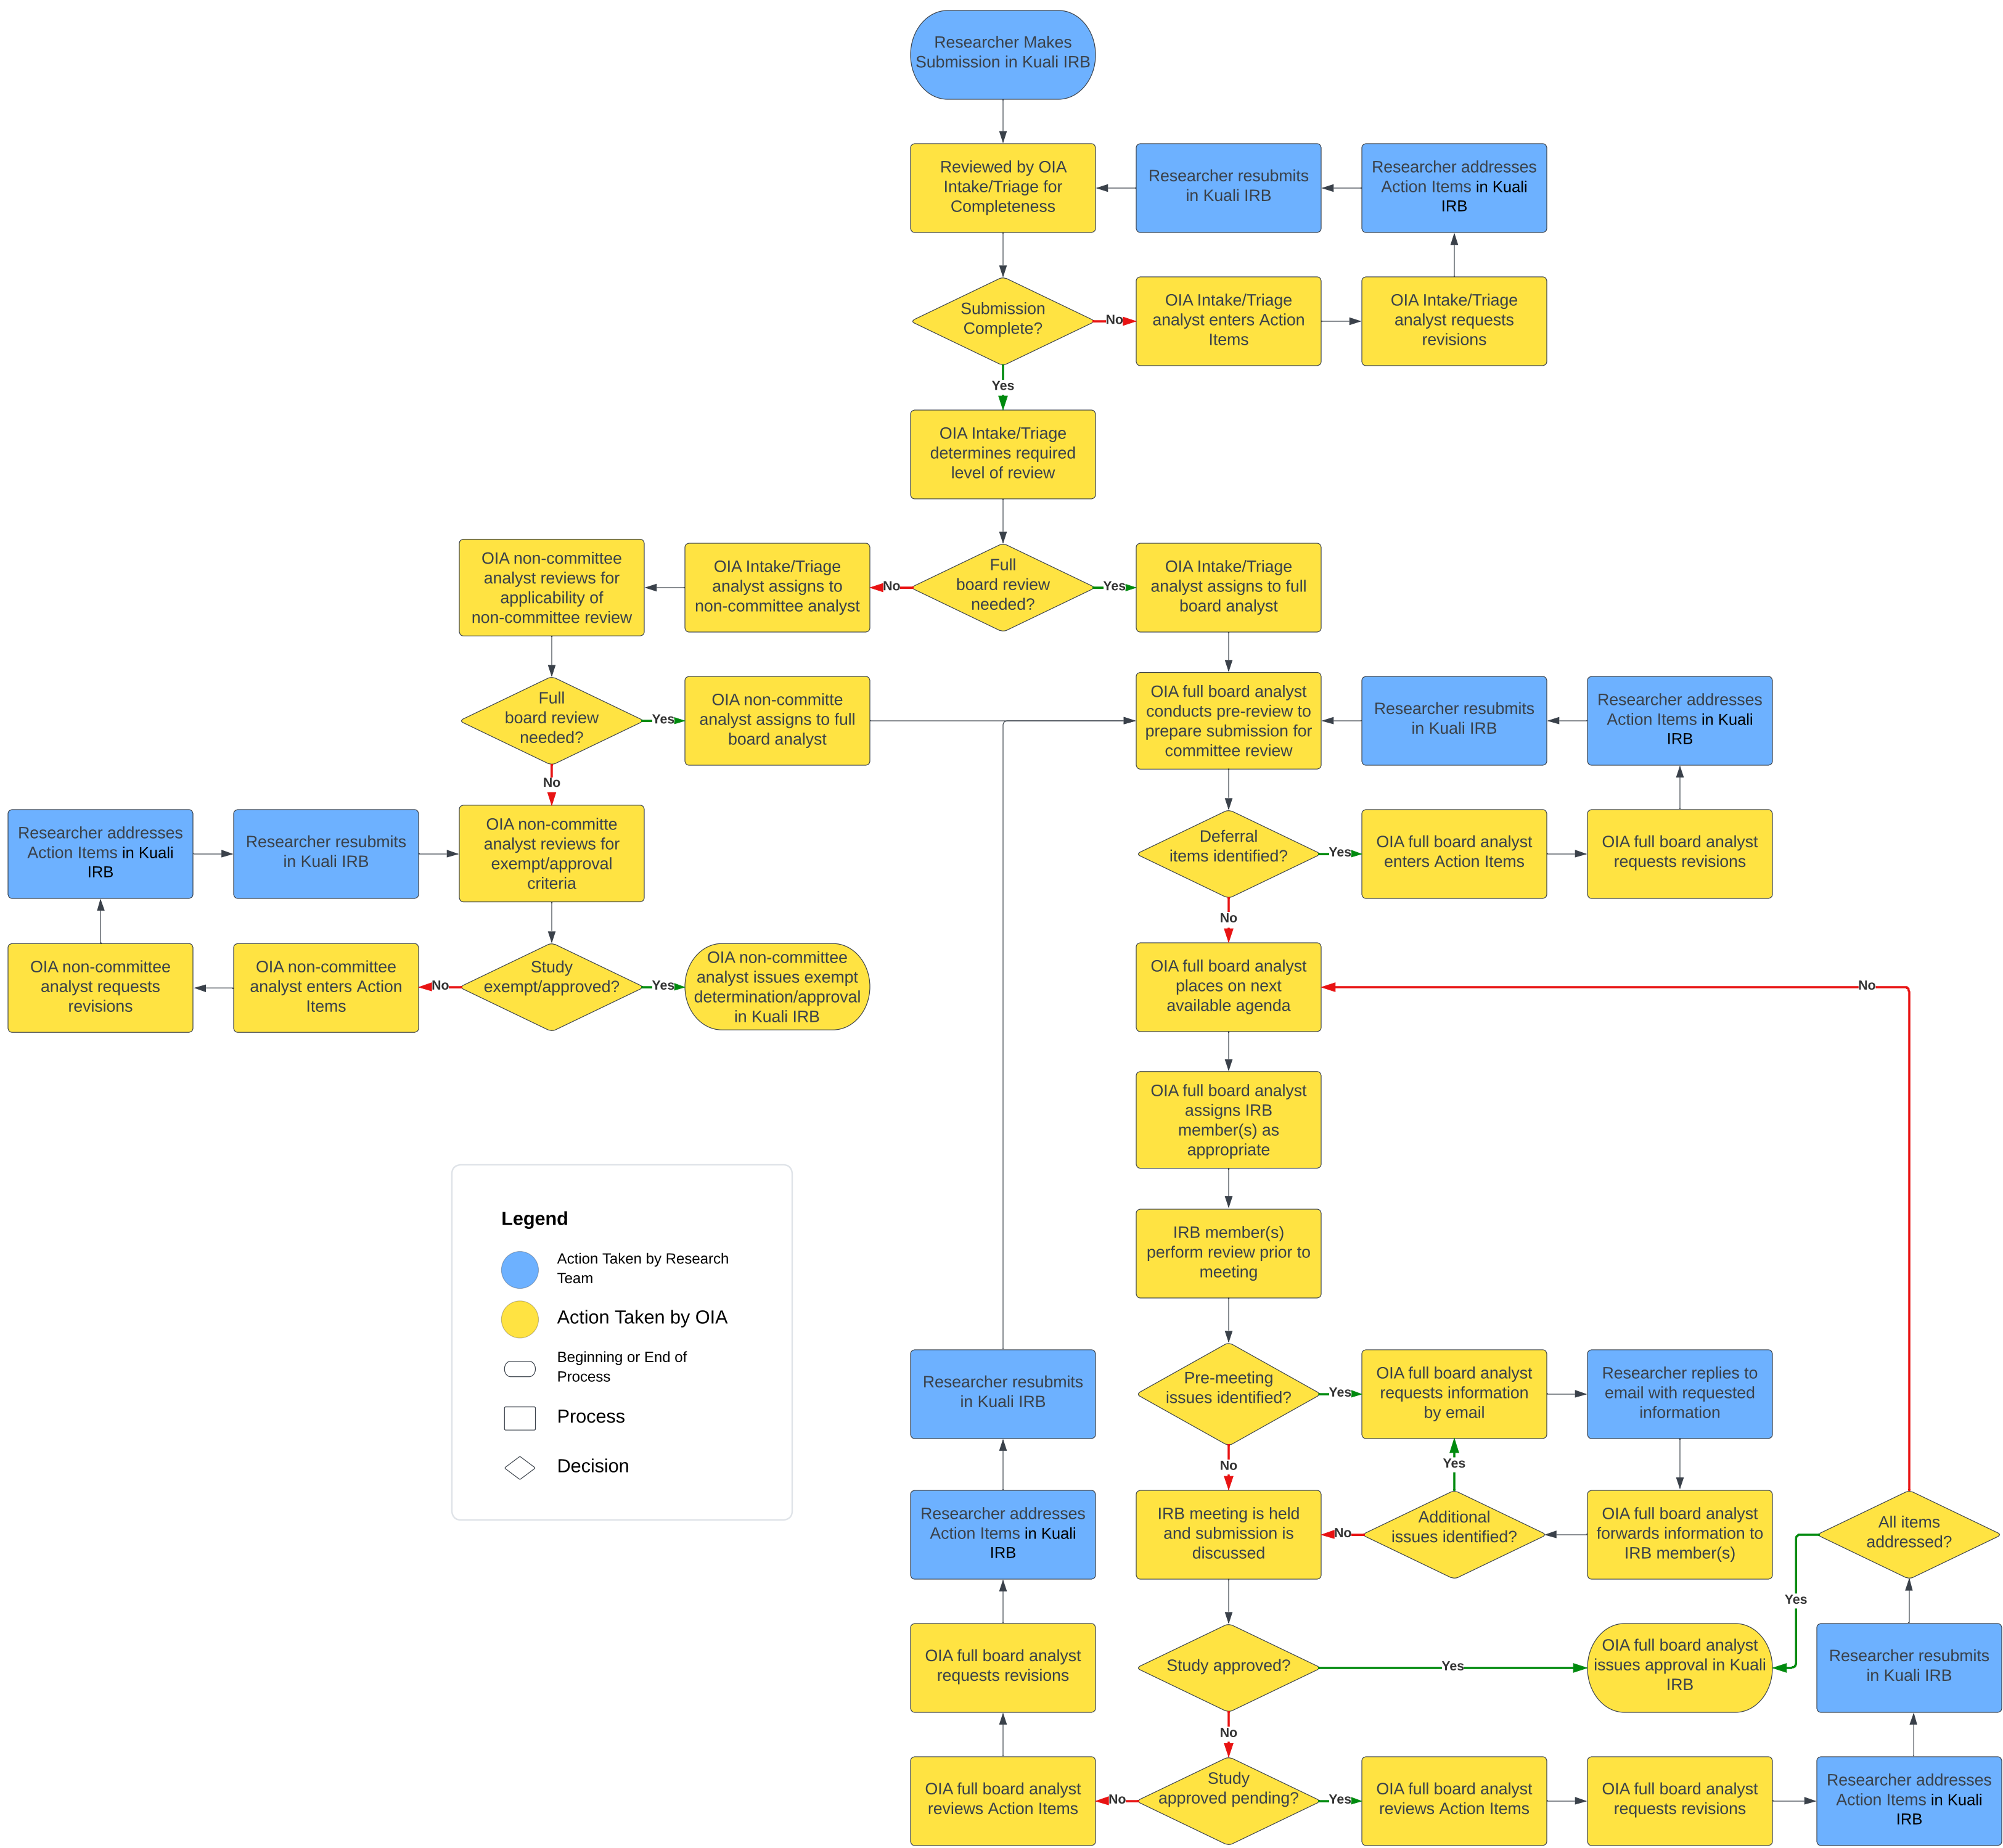 Researcher Makes
Submission in Kuali IRB
Reviewed by OIA
Intake/Triage for
Completeness
Researcher resubmits
in Kuali IRB
Researcher addresses
Action Items in Kuali
IRB
Submission
Complete?
No
OIA Intake/Triage
analyst enters Action
Items
OIA Intake/Triage
analyst requests
revisions
Yes
OIA Intake/Triage
determines required
level of review
OIA non-committee
analyst reviews for
applicability of
non-committee review
OIA Intake/Triage
analyst assigns to
non-committee analyst
No
Full
board review
needed?
Yes
OIA Intake/Triage
analyst assigns to full
board analyst
Full
board review
needed?
Yes
OIA non-committe
analyst assigns to full
board analyst
OIA full board analyst
conducts pre-review to
prepare submission for
committee review
Researcher resubmits
in Kuali IRB
Researcher addresses
Action Items in Kuali
IRB
No
Researcher addresses
Action Items in Kuali
IRB
Researcher resubmits
in Kuali IRB
OIA non-committe
analyst reviews for
exempt/approval
criteria
Deferral
items identified?
Yes
OIA full board analyst
enters Action Items
OIA full board analyst
requests revisions
No
OIA non-committee
analyst requests
revisions
OIA non-committee
analyst enters Action
Items
No
Study
exempt/approved?
Yes
OIA non-committee
analyst issues exempt
determination/approval
in Kuali IRB
OIA full board analyst
places on next
available agenda
No
OIA full board analyst
assigns IRB
member(s) as
appropriate
IRB member(s)
perform review prior to
meeting
Legend
Action Taken by Research
Team
Action Taken by OIA
Beginning or End of
Process
Process
Decision
Researcher resubmits
in Kuali IRB
Pre-meeting
issues identified?
Yes
OIA full board analyst
requests information
by email
Researcher replies to
email with requested
information
No
Yes
Researcher addresses
Action Items in Kuali
IRB
IRB meeting is held
and submission is
discussed
No
Additional
issues identified?
OIA full board analyst
forwards information to
IRB member(s)
All items
addressed?
Yes
OIA full board analyst
requests revisions
Study approved?
Yes
OIA full board analyst
issues approval in Kuali
IRB
Researcher resubmits
in Kuali IRB
No
OIA full board analyst
reviews Action Items
No
Study
approved pending?
Yes
OIA full board analyst
reviews Action Items
OIA full board analyst
requests revisions
Researcher addresses
Action Items in Kuali
IRB